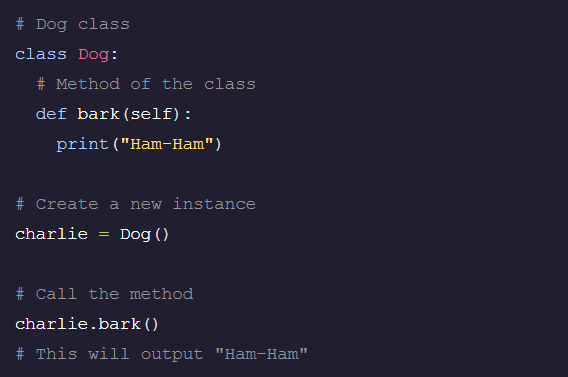 # Dog class
class Dog:
  # Method of the class
  def bark(self):
    print("Ham-Ham")

# Create a new instance
charlie = Dog()

# Call the method
charlie.bark()
# This will output "Ham-Ham"